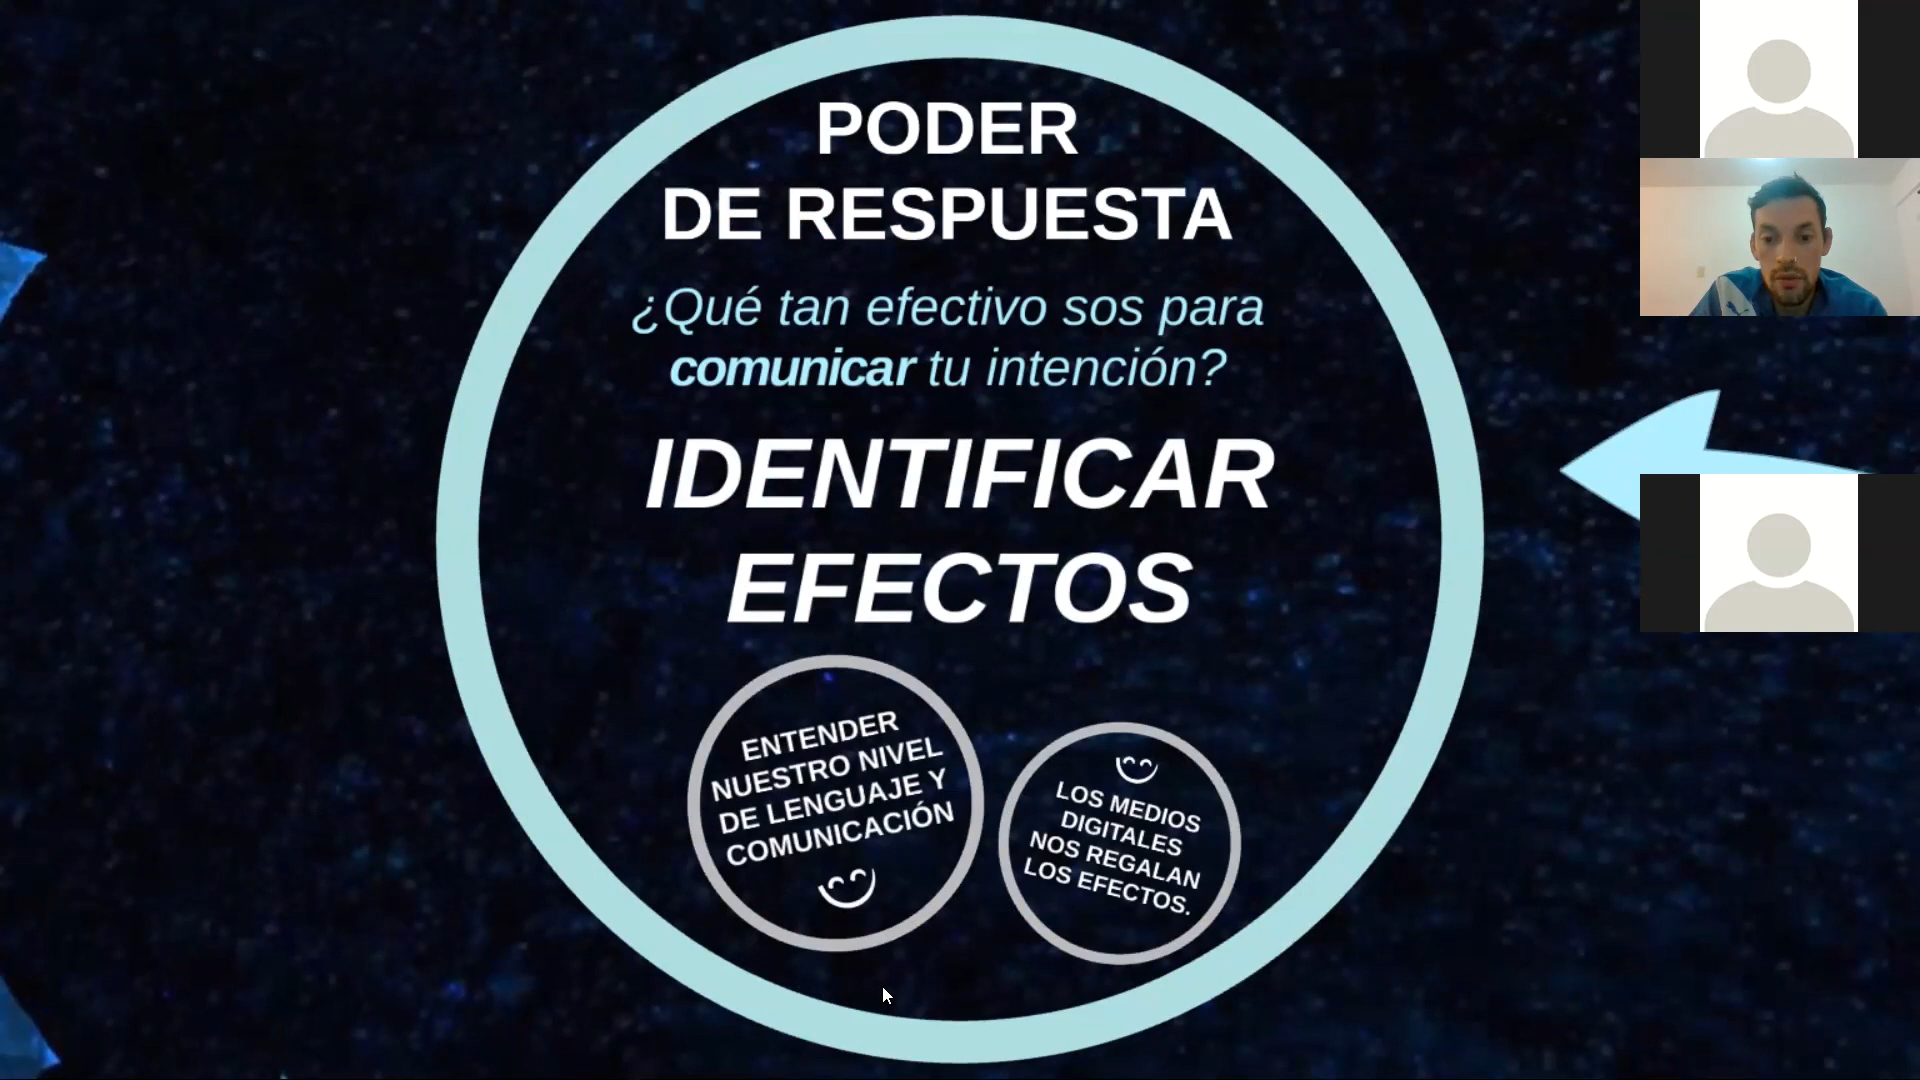 PODER
DE RESPUESTA
¿Qué tan efectivo sos para
comunicar tu intención?
IDENTIFICAR
EFECTOS
ENTENDER
NUESTRO NIVEL
DE LENGUAJE Y
COMUNICACIÓN
LOS MEDIOS
DIGITALES
NOS REGALAN
LOS EFECTOS.